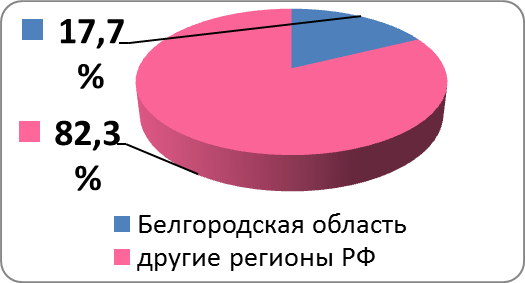 17,7
%
82,3
%
Белгородская область
другие регионы РФ